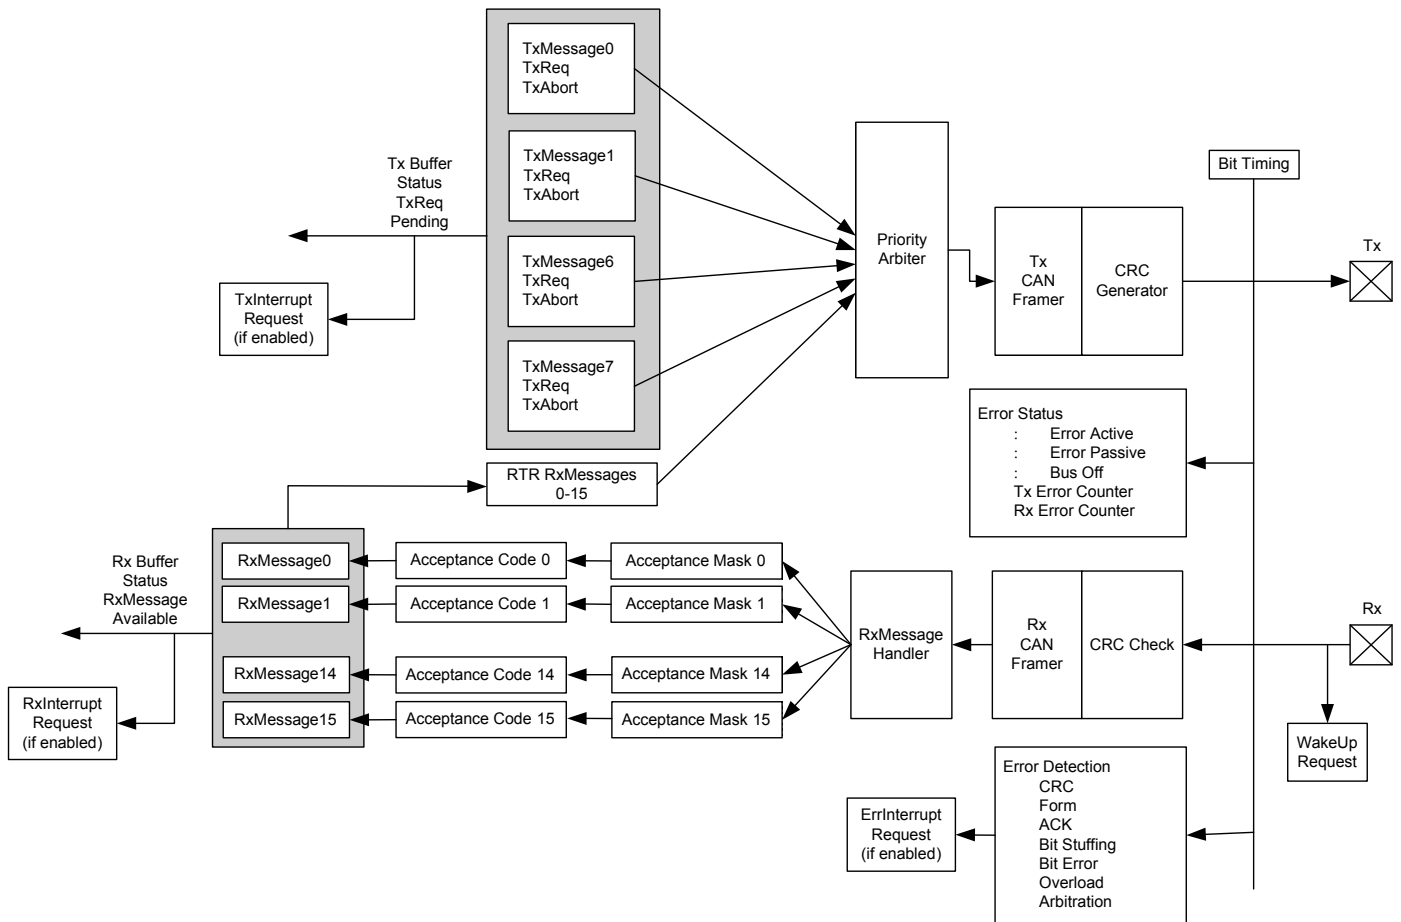 TxMessage0
TxReq
TxAbort
TxMessage1
TxReq
TxAbort
TxMessage6
TxReq
TxAbort
TxMessage7
TxReq
TxAbort
Tx Buffer
Status
TxReq
Pending
TxInterrupt
Request
(if enabled)
Priority
Arbiter
Tx
CAN
Framer
CRC
Generator
Bit Timing
Tx
Error Status
: Error Active
: Error Passive
: Bus Off
Tx Error Counter
Rx Error Counter
RTR RxMessages
0-15
Rx Buffer
Status
RxMessage
Available
RxInterrupt
Request
(if enabled)
RxMessage0
Acceptance Code 0
Acceptance Mask 0
RxMessage1
Acceptance Code 1
Acceptance Mask 1
RxMessage14
Acceptance Code 14
Acceptance Mask 14
RxMessage15
Acceptance Code 15
Acceptance Mask 15
RxMessage
Handler
Rx
CAN
Framer
CRC Check
Rx
WakeUp
Request
ErrInterrupt
Request
(if enabled)
Error Detection
CRC
Form
ACK
Bit Stuffing
Bit Error
Overload
Arbitration